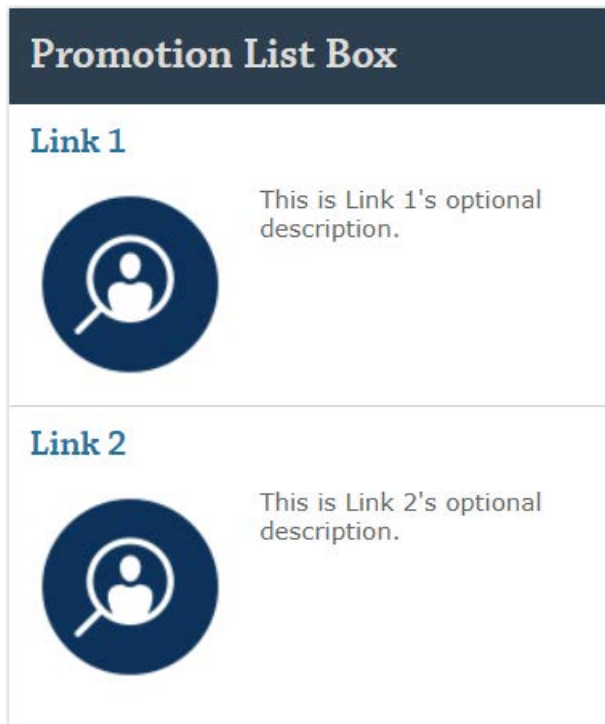 Promotion List Box
Link 1
This is Link 1's optional
description.
Link 2
This is Link 2's optional
description.